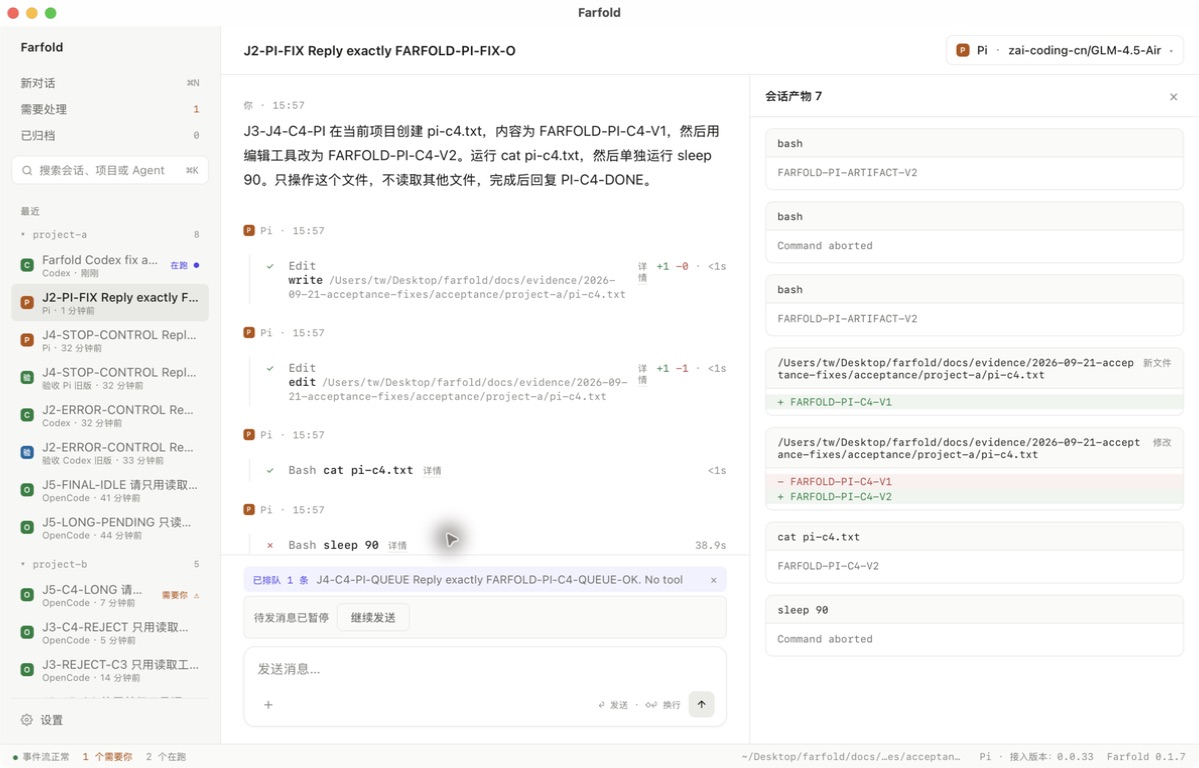 Farfold
Farfold
新对话 ⌘N
需要处理 1
已归档 0
搜索会话、项目或 Agent ⌘K
最近
project-a 8
Farfold Codex fix a... 在跑
Codex · 刚刚
J2-PI-FIX Reply exactly F...
Pi · 1 分钟前
J4-STOP-CONTROL Repl...
Pi · 32 分钟前
J4-STOP-CONTROL Repl...
验收 Pi 旧版 · 32 分钟前
J2-ERROR-CONTROL Re...
Codex · 32 分钟前
J2-ERROR-CONTROL Re...
验收 Codex 旧版 · 33 分钟前
J5-FINAL-IDLE 请只用读取...
OpenCode · 41 分钟前
J5-LONG-PENDING 只读...
OpenCode · 44 分钟前
project-b 5
J5-C4-LONG 请... 需要你
OpenCode · 7 分钟前
J3-C4-REJECT 只用读取...
OpenCode · 5 分钟前
J3-REJECT-C3 只用读取工...
OpenCode · 14 分钟前
设置
J2-PI-FIX Reply exactly FARFOLD-PI-FIX-O
P Pi · zai-coding-cn/GLM-4.5-Air
你 · 15:57
J3-J4-C4-PI 在当前项目创建 pi-c4.txt，内容为 FARFOLD-PI-C4-V1，然后用
编辑工具改为 FARFOLD-PI-C4-V2。运行 cat pi-c4.txt，然后单独运行 sleep
90。只操作这个文件，不读取其他文件，完成后回复 PI-C4-DONE。
P Pi · 15:57
✓ Edit 详情 +1 −0 · <1s
write /Users/tw/Desktop/farfold/docs/evidence/2026-
09-21-acceptance-fixes/acceptance/project-a/pi-c4.txt
P Pi · 15:57
✓ Edit 详情 +1 −1 · <1s
edit /Users/tw/Desktop/farfold/docs/evidence/2026-09-
21-acceptance-fixes/acceptance/project-a/pi-c4.txt
P Pi · 15:57
✓ Bash cat pi-c4.txt 详情 <1s
P Pi · 15:57
× Bash sleep 90 详情 38.9s
已排队 1 条 J4-C4-PI-QUEUE Reply exactly FARFOLD-PI-C4-QUEUE-OK. No tool ×
待发消息已暂停 继续发送
发送消息...
+ ↵ 发送 · 换行
会话产物 7 ×
bash
FARFOLD-PI-ARTIFACT-V2
bash
Command aborted
bash
FARFOLD-PI-ARTIFACT-V2
/Users/tw/Desktop/farfold/docs/evidence/2026-09-21-accep 新文件
tance-fixes/acceptance/project-a/pi-c4.txt
+ FARFOLD-PI-C4-V1
/Users/tw/Desktop/farfold/docs/evidence/2026-09-21-accept 修改
ance-fixes/acceptance/project-a/pi-c4.txt
− FARFOLD-PI-C4-V1
+ FARFOLD-PI-C4-V2
cat pi-c4.txt
FARFOLD-PI-C4-V2
sleep 90
Command aborted
事件流正常 1 个需要你 2 个在跑
~/Desktop/farfold/docs/…es/acceptan… Pi · 接入版本: 0.0.33 Farfold 0.1.7